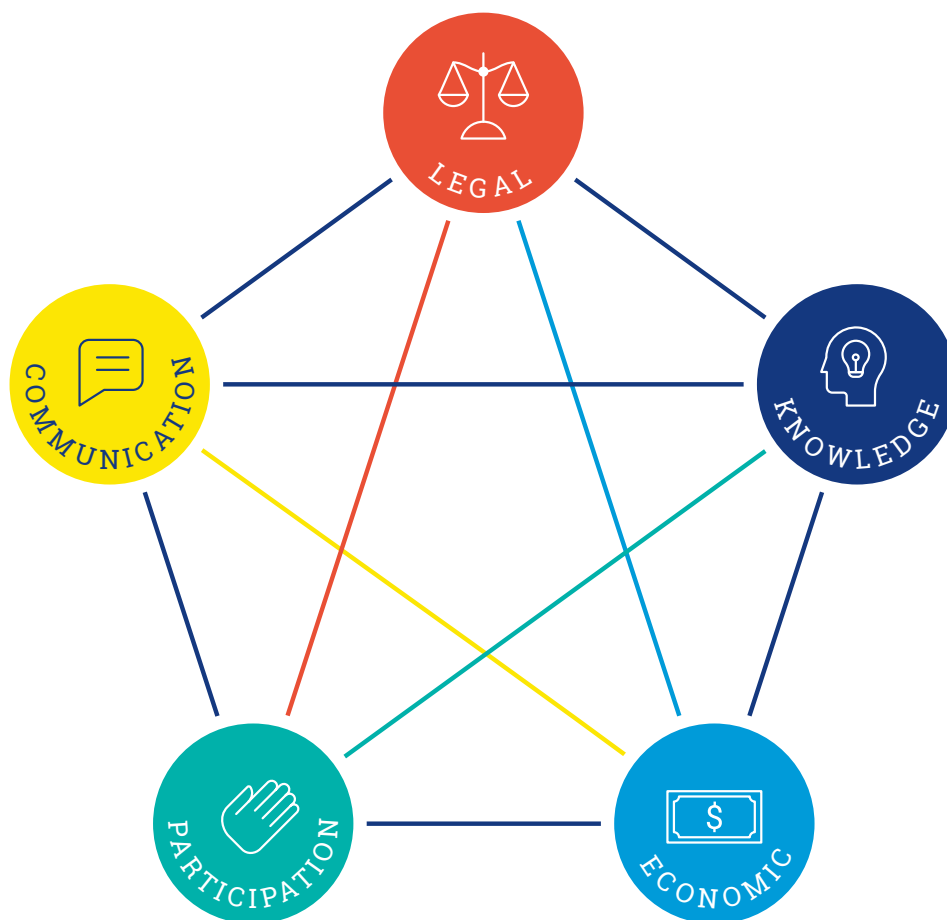 LEGAL
COMMUNICATION
KNOWLEDGE
PARTICIPATION
$
ECONOMIC